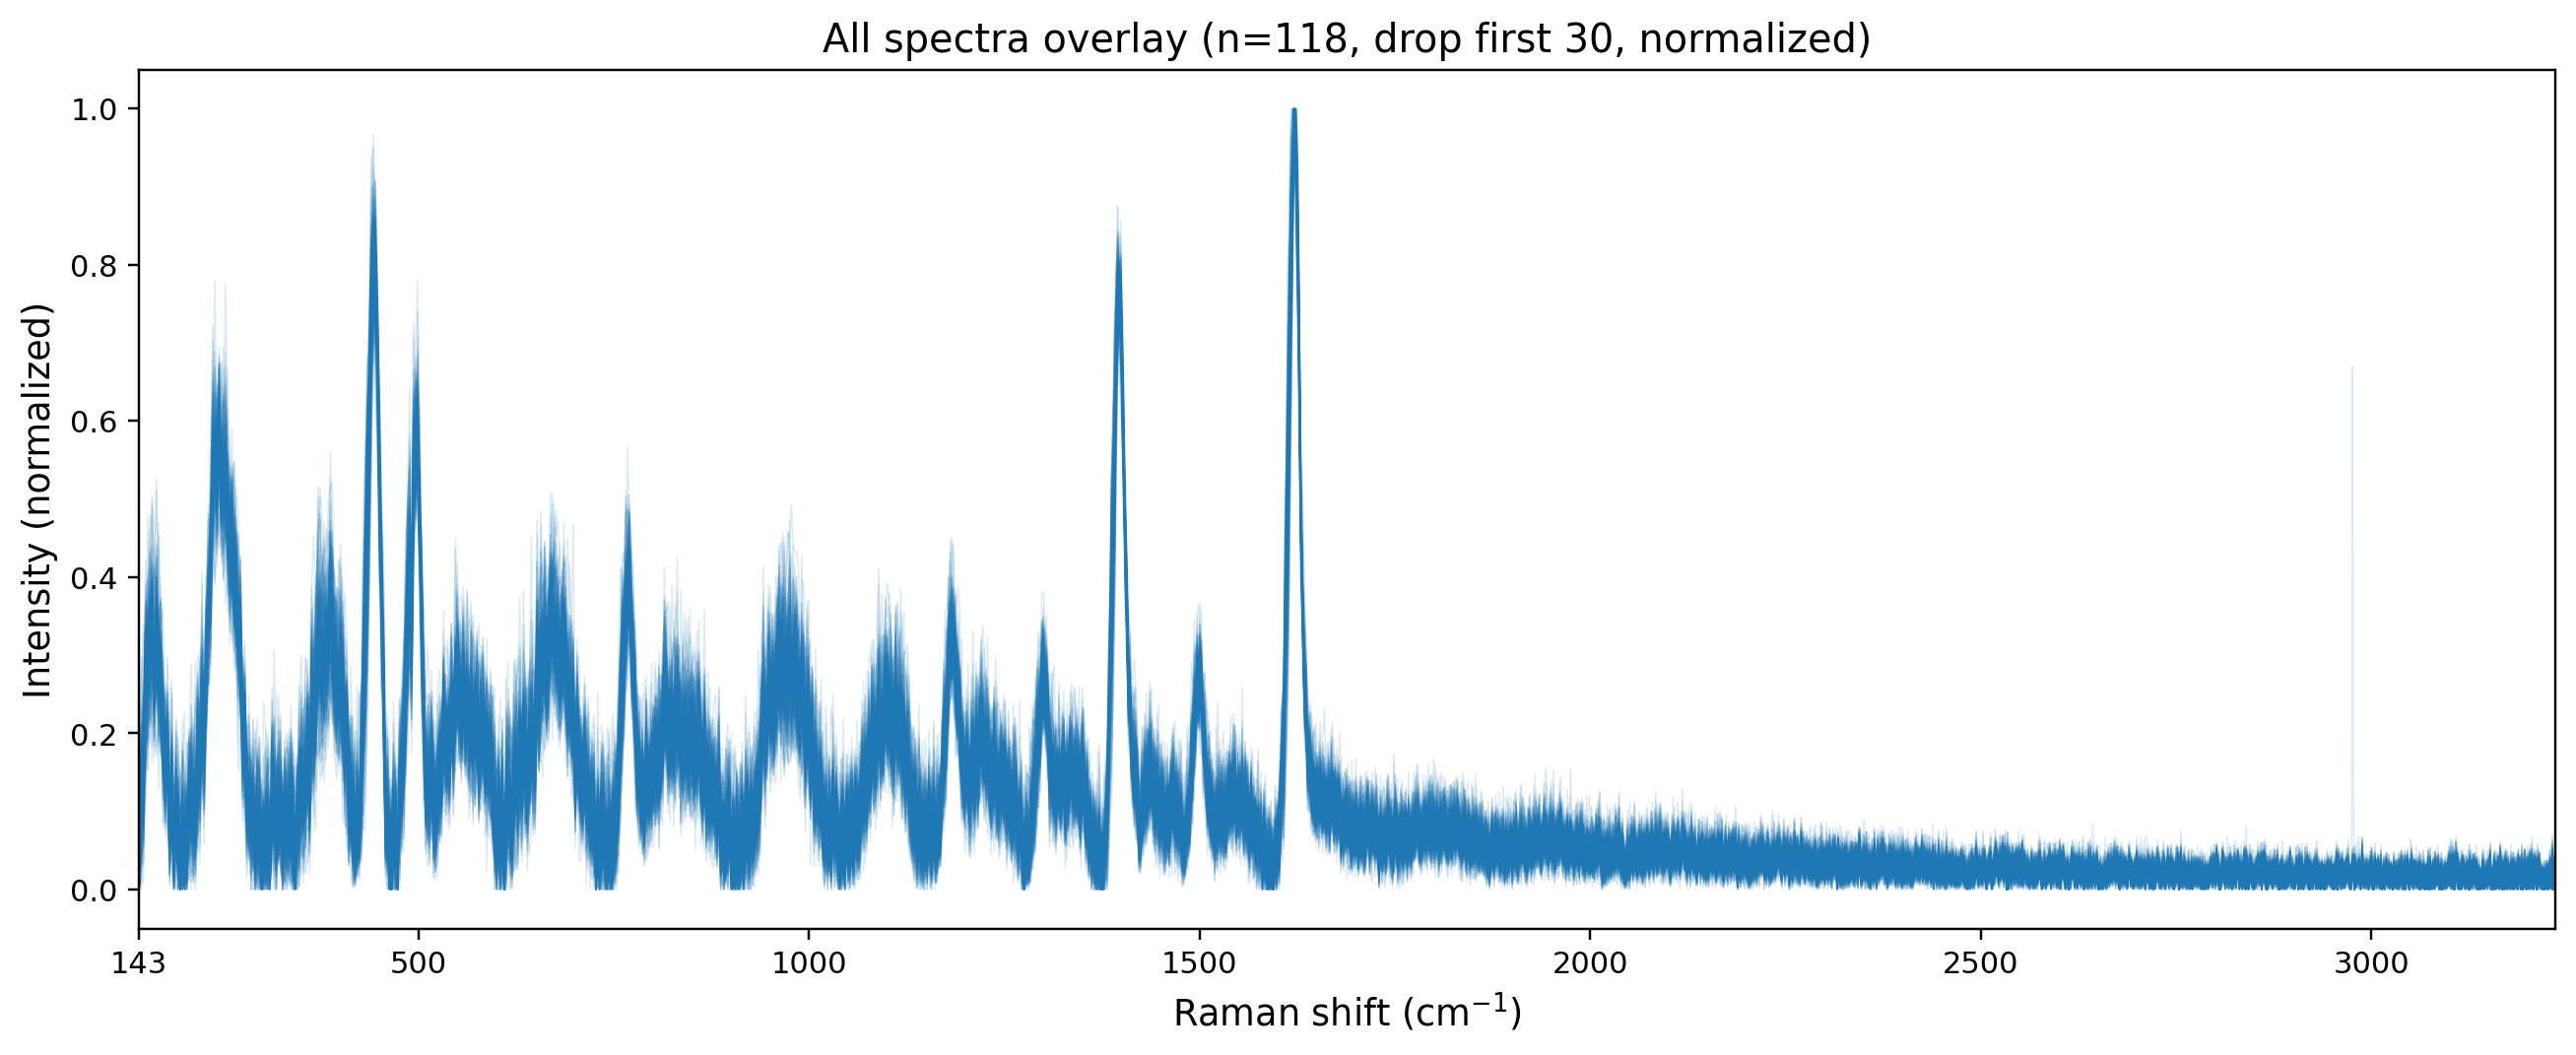 All spectra overlay (n=118, drop first 30, normalized)
Intensity (normalized)
1.0
0.8
0.6
0.4
0.2
0.0
143 500 1000 1500 2000 2500 3000
Raman shift (cm⁻¹)